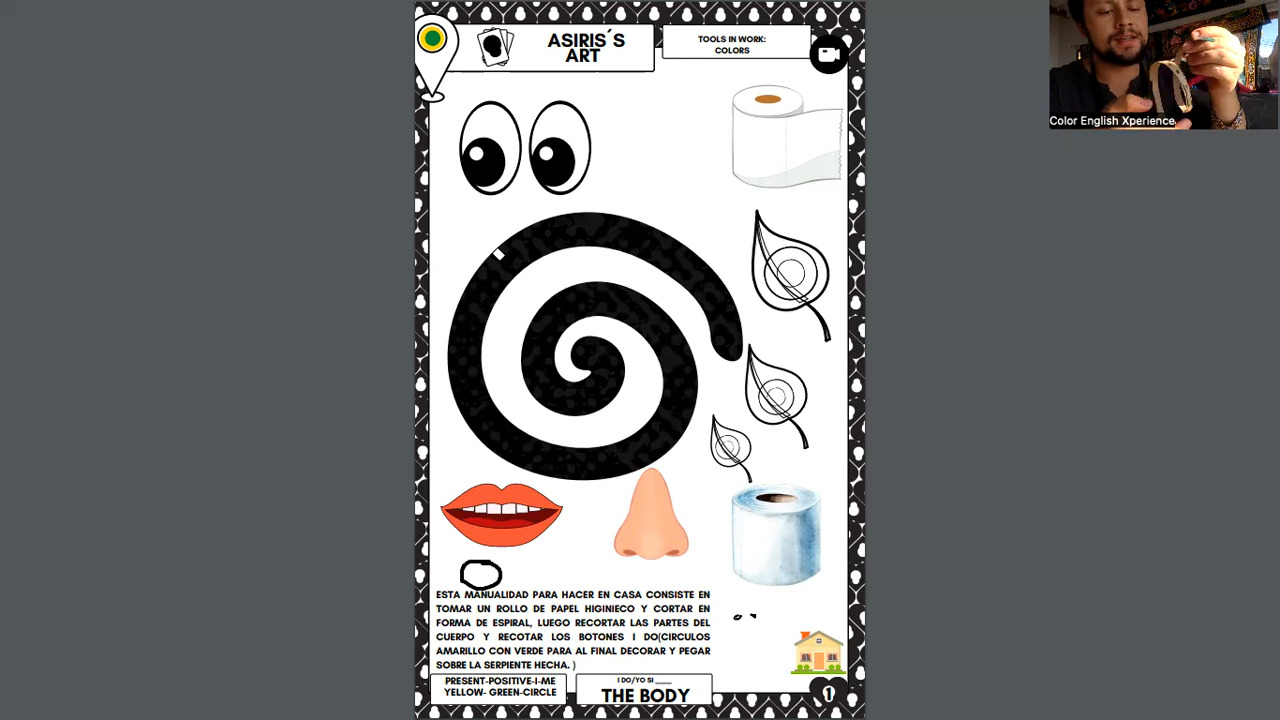 ASIRIS´S
ART
TOOLS IN WORK:
COLORS
Color English Xperience
ESTA MANUALIDAD PARA HACER EN CASA CONSISTE EN
TOMAR UN ROLLO DE PAPEL HIGINIECO Y CORTAR EN
FORMA DE ESPIRAL, LUEGO RECORTAR LAS PARTES DEL
CUERPO Y RECOTAR LOS BOTONES I DO(CIRCULOS
AMARILLO CON VERDE PARA AL FINAL DECORAR Y PEGAR
SOBRE LA SERPIENTE HECHA. )
PRESENT-POSITIVE-I-ME
YELLOW- GREEN-CIRCLE
I DO/YO SI ____
THE BODY
1